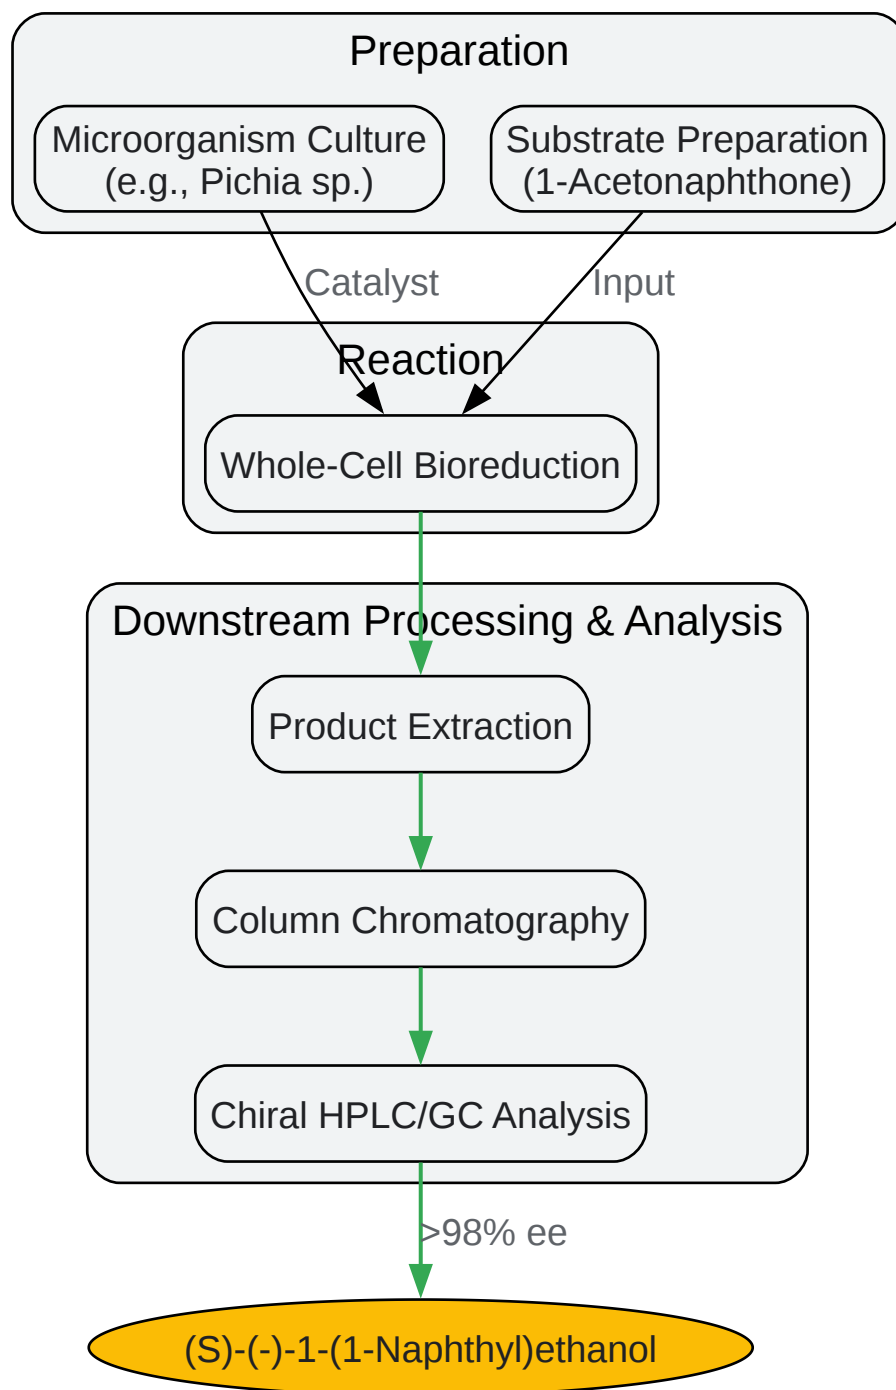 Preparation
Microorganism Culture
(e.g., Pichia sp.)
Substrate Preparation
(1-Acetonaphthone)
Catalyst
Input
Reaction
Whole-Cell Bioreduction
Downstream Processing & Analysis
Product Extraction
Column Chromatography
Chiral HPLC/GC Analysis
>98% ee
(S)-(-)-1-(1-Naphthyl)ethanol